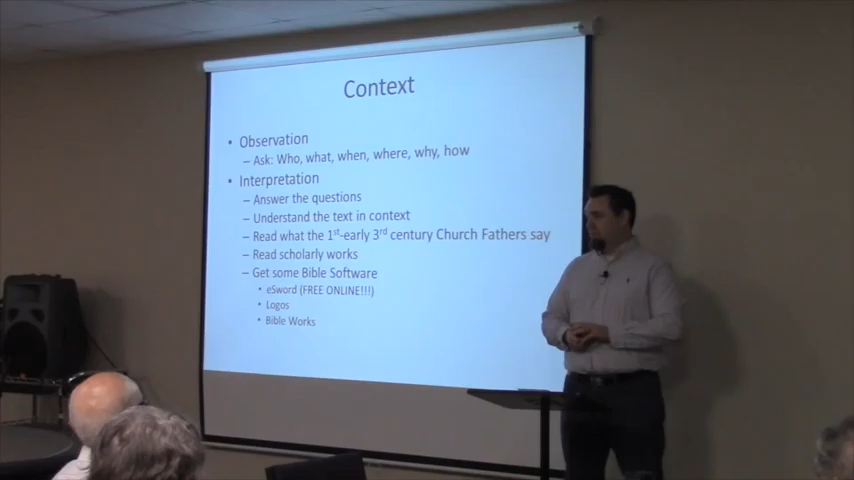 Context
• Observation
– Ask: Who, what, when, where, why, how
• Interpretation
– Answer the questions
– Understand the text in context
– Read what the 1st-early 3rd century Church Fathers say
– Read scholarly works
– Get some Bible Software
• eSword (FREE ONLINE!!!)
• Logos
• Bible Works